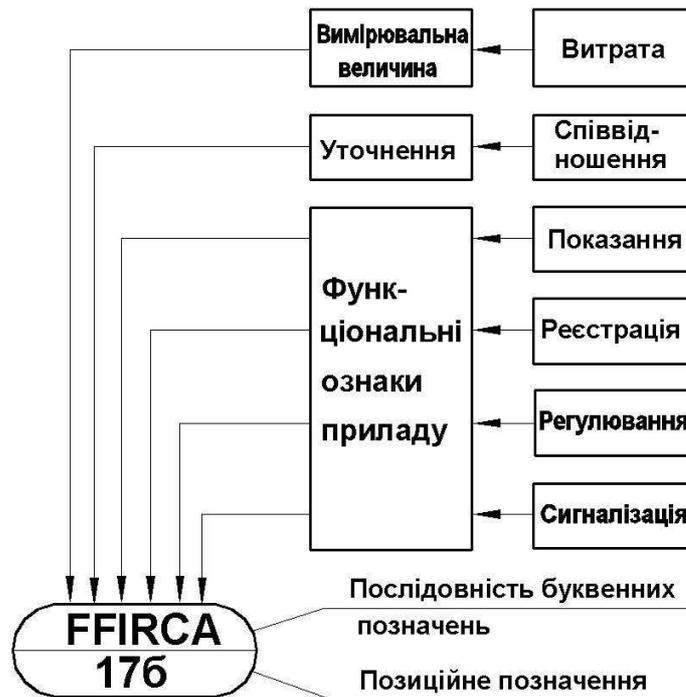 Вимірювальна
величина
Витрата
Уточнення
Співвід-
ношення
Функ-
ціональні
ознаки
приладу
Показання
Реєстрація
Регулювання
Сигналізація
FFIRCA
17б
Послідовність буквенних
позначень
Позиційне позначення